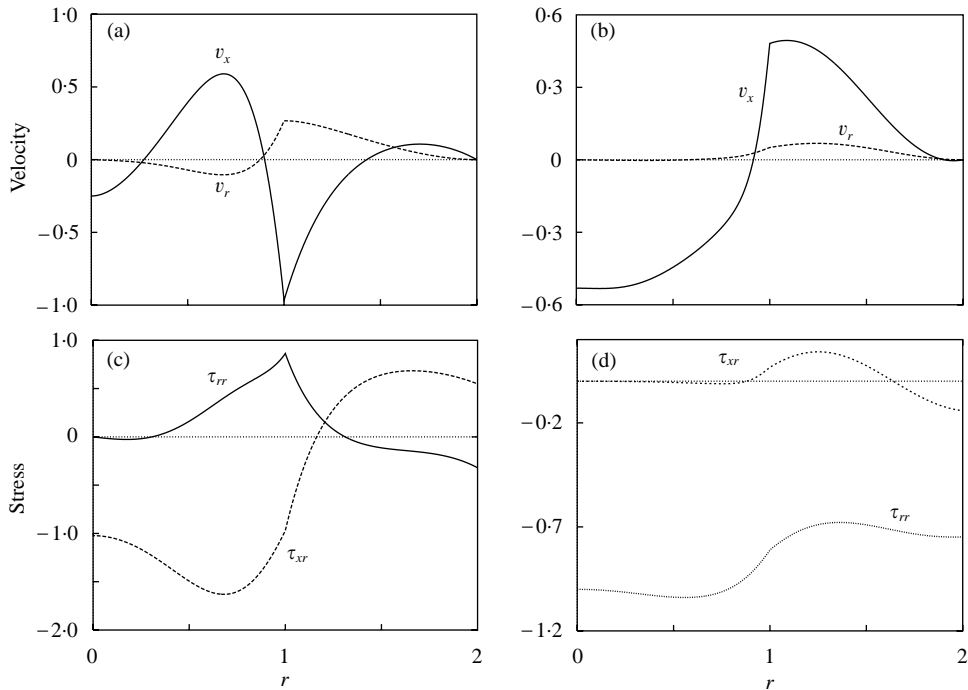 1·0
(a)
v_x
0·5
Velocity
0
v_r
−0·5
−1·0
0·6
(b)
0·3
v_x
v_r
0
−0·3
−0·6
1·0
(c)
τ_rr
0
Stress
−1·0
τ_xr
−2·0
0 1 2
r
(d)
τ_xr
−0·2
−0·7
τ_rr
−1·2
0 1 2
r